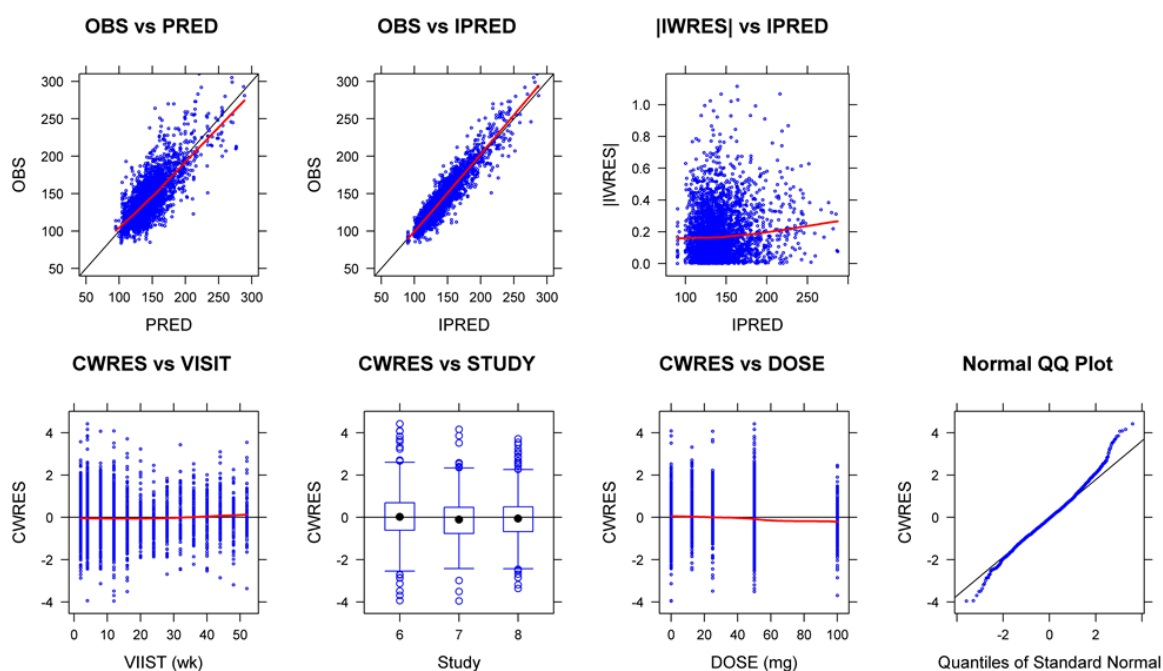 OBS vs PRED
OBS
300
250
200
150
100
50
50 100 150 200 250 300
PRED
OBS vs IPRED
OBS
300
250
200
150
100
50
50 100 150 200 250 300
IPRED
|IWRES| vs IPRED
|IWRES|
1.0
0.8
0.6
0.4
0.2
0.0
100 150 200 250
IPRED
CWRES vs VISIT
CWRES
4
2
0
-2
-4
0 10 20 30 40 50
VIIST (wk)
CWRES vs STUDY
CWRES
4
2
0
-2
-4
6 7 8
Study
CWRES vs DOSE
CWRES
4
2
0
-2
-4
0 20 40 60 80 100
DOSE (mg)
Normal QQ Plot
CWRES
4
2
0
-2
-4
-2 0 2
Quantiles of Standard Normal